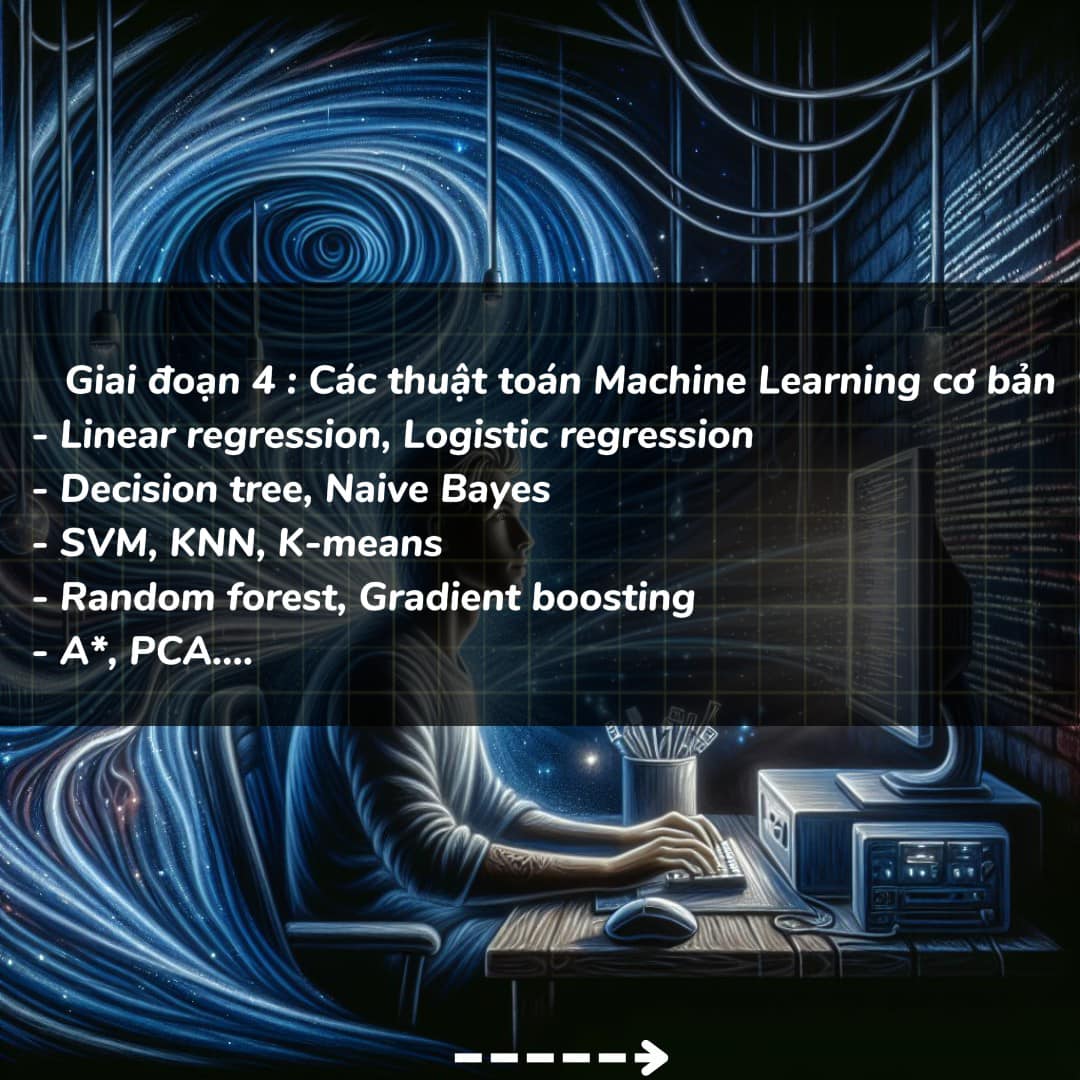 Giai đoạn 4 : Các thuật toán Machine Learning cơ bản
- Linear regression, Logistic regression
- Decision tree, Naive Bayes
- SVM, KNN, K-means
- Random forest, Gradient boosting
- A*, PCA....